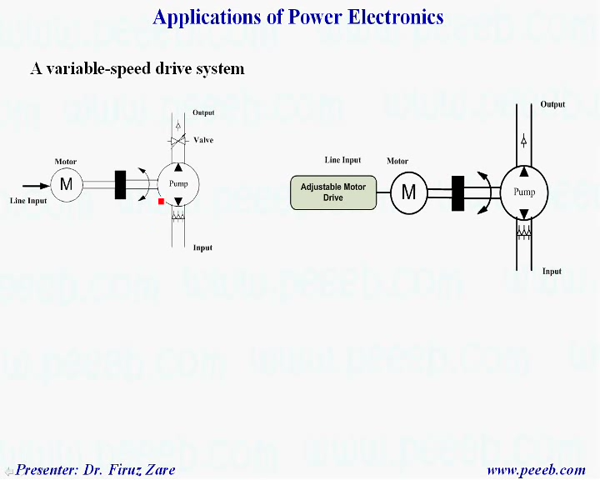 Applications of Power Electronics
A variable-speed drive system
Output
Valve
Motor
M
Pump
Line Input
Input
Output
Line Input
Motor
Adjustable Motor
Drive
M
Pump
Input
Presenter: Dr. Firuz Zare
www.peeeb.com